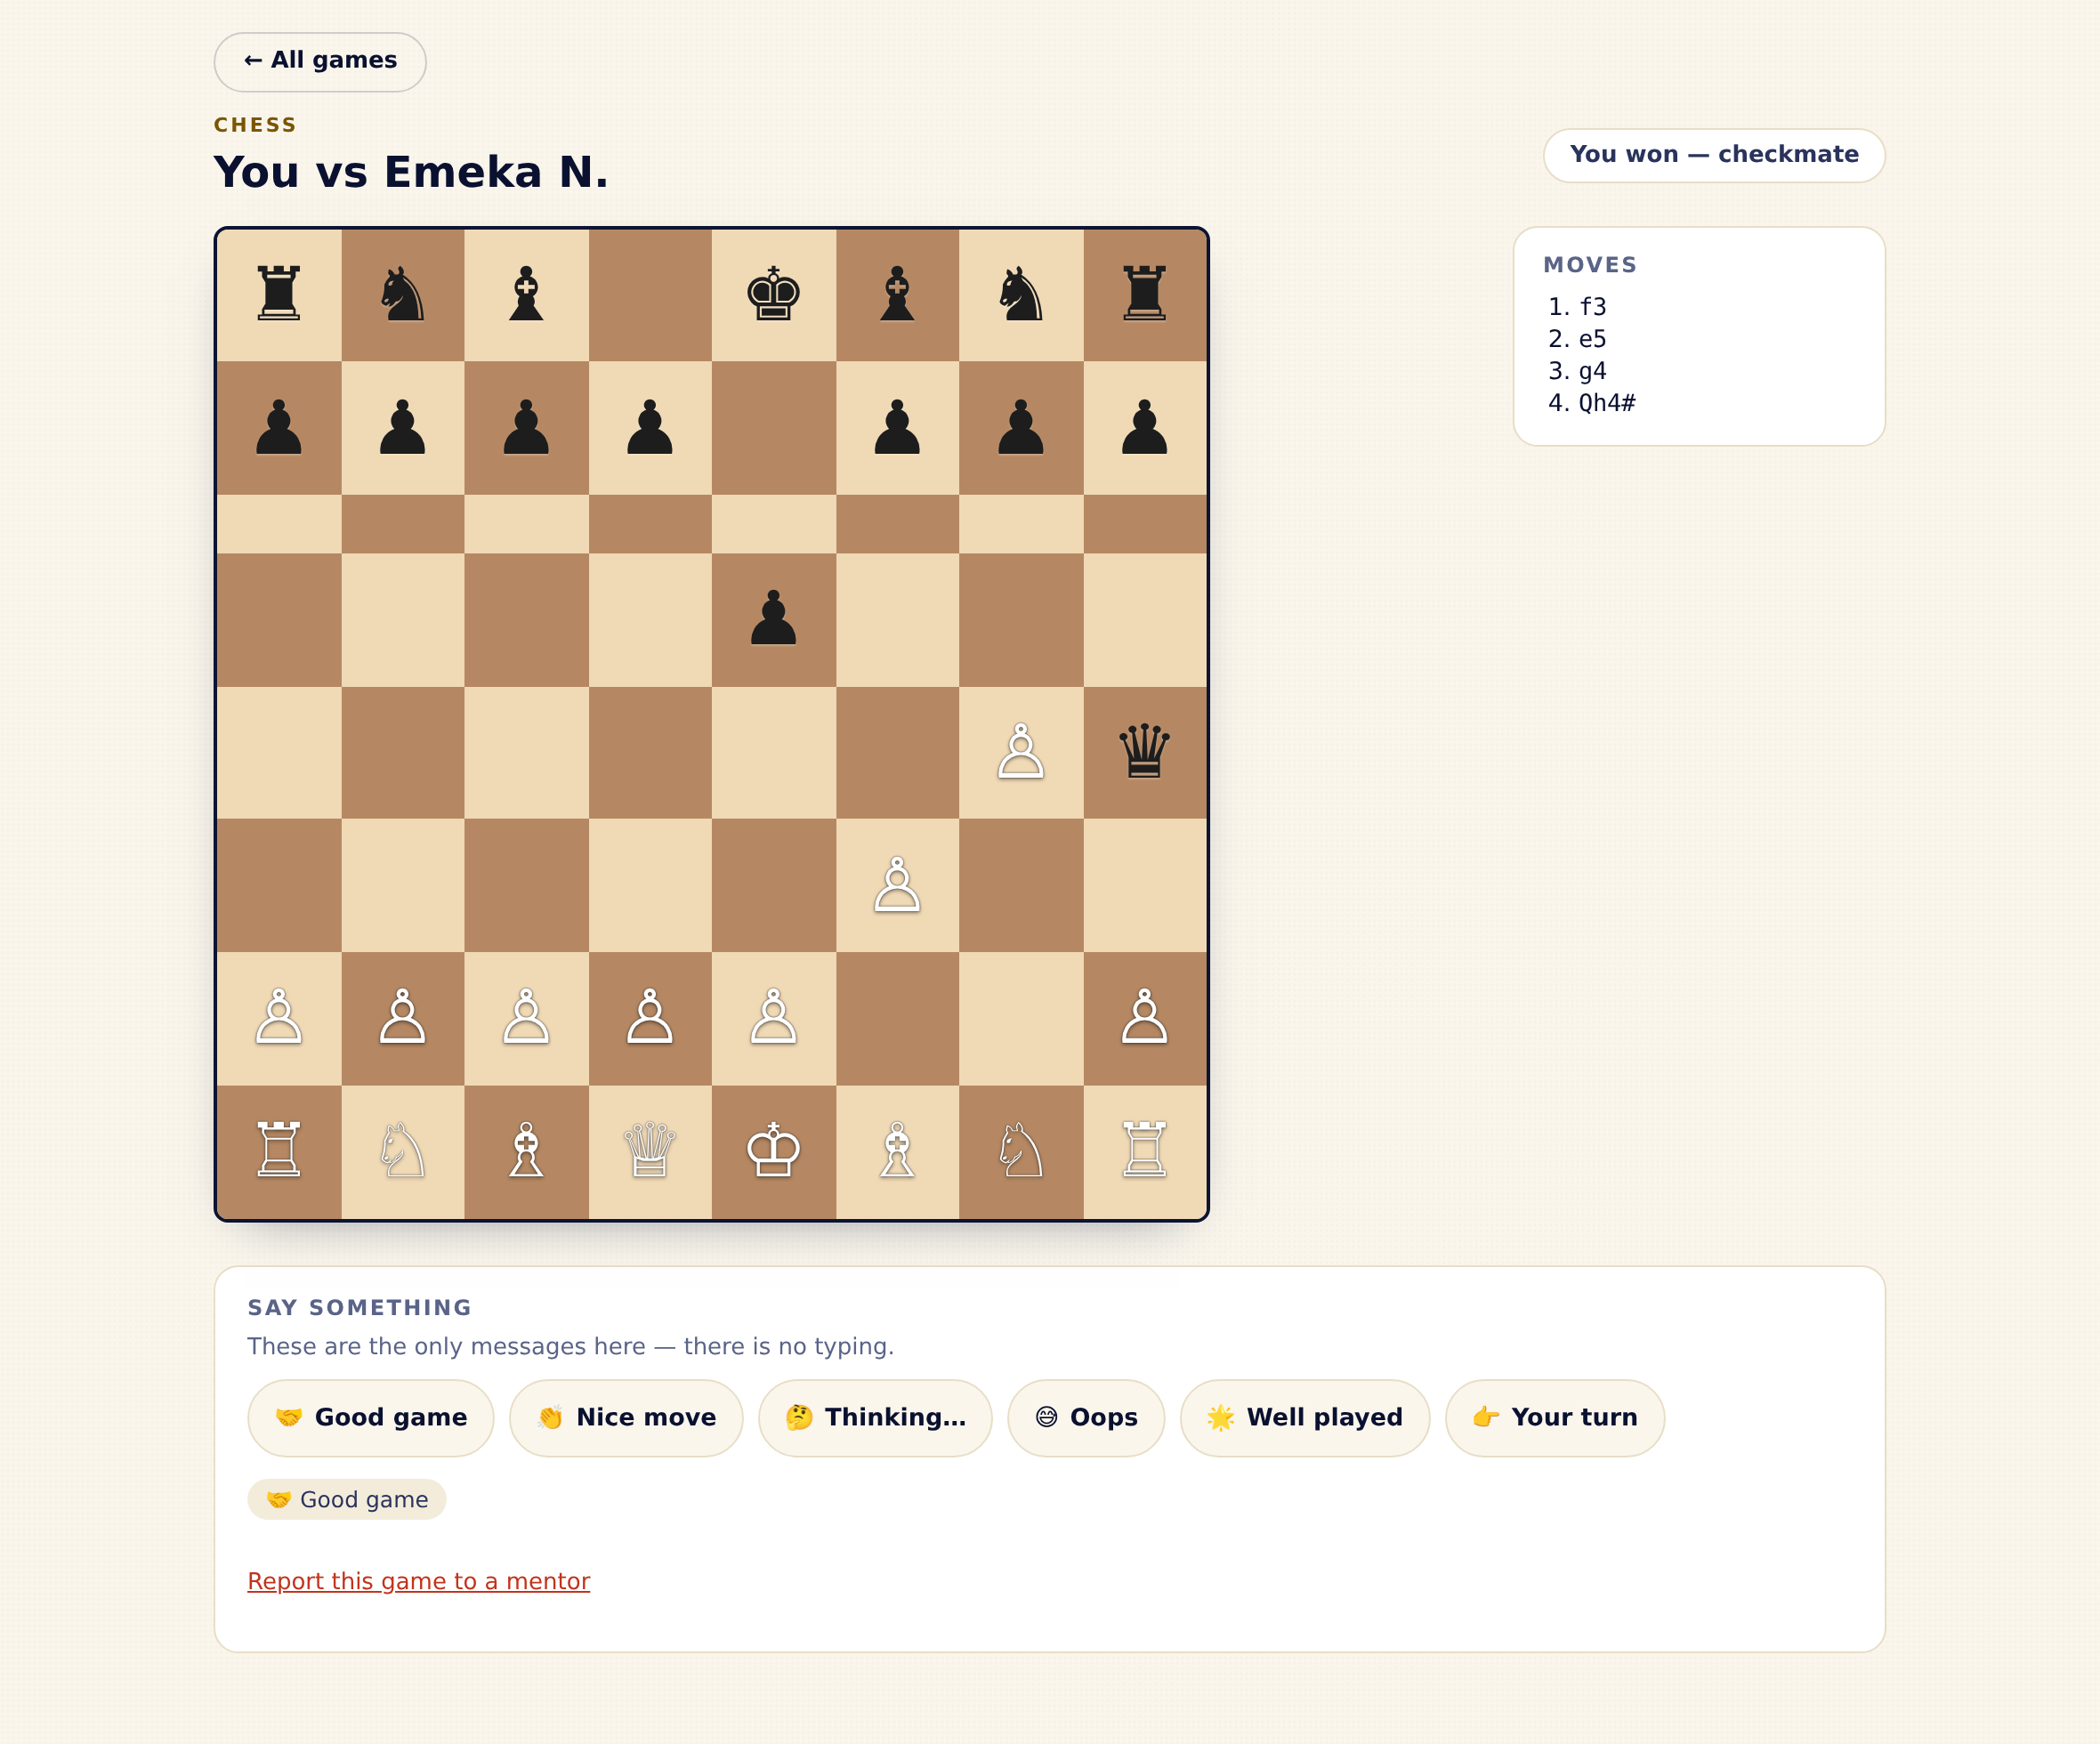 ← All games
CHESS
You vs Emeka N.
You won — checkmate
MOVES
1. f3
2. e5
3. g4
4. Qh4#
SAY SOMETHING
These are the only messages here — there is no typing.
🤝 Good game
👏 Nice move
🤔 Thinking…
😅 Oops
🌟 Well played
👉 Your turn
🤝 Good game
Report this game to a mentor